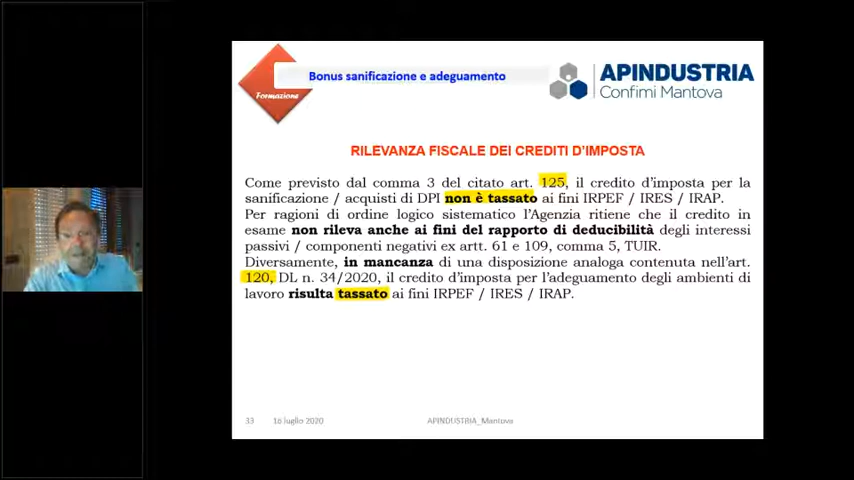 Bonus sanificazione e adeguamento
Formazione
APINDUSTRIA
Confimi Mantova
RILEVANZA FISCALE DEI CREDITI D'IMPOSTA
Come previsto dal comma 3 del citato art. 125, il credito d'imposta per la
sanificazione / acquisti di DPI non è tassato ai fini IRPEF / IRES / IRAP.
Per ragioni di ordine logico sistematico l'Agenzia ritiene che il credito in
esame non rileva anche ai fini del rapporto di deducibilità degli interessi
passivi / componenti negativi ex artt. 61 e 109, comma 5, TUIR.
Diversamente, in mancanza di una disposizione analoga contenuta nell'art.
120, DL n. 34/2020, il credito d'imposta per l'adeguamento degli ambienti di
lavoro risulta tassato ai fini IRPEF / IRES / IRAP.
33 16 luglio 2020 APINDUSTRIA_Mantova